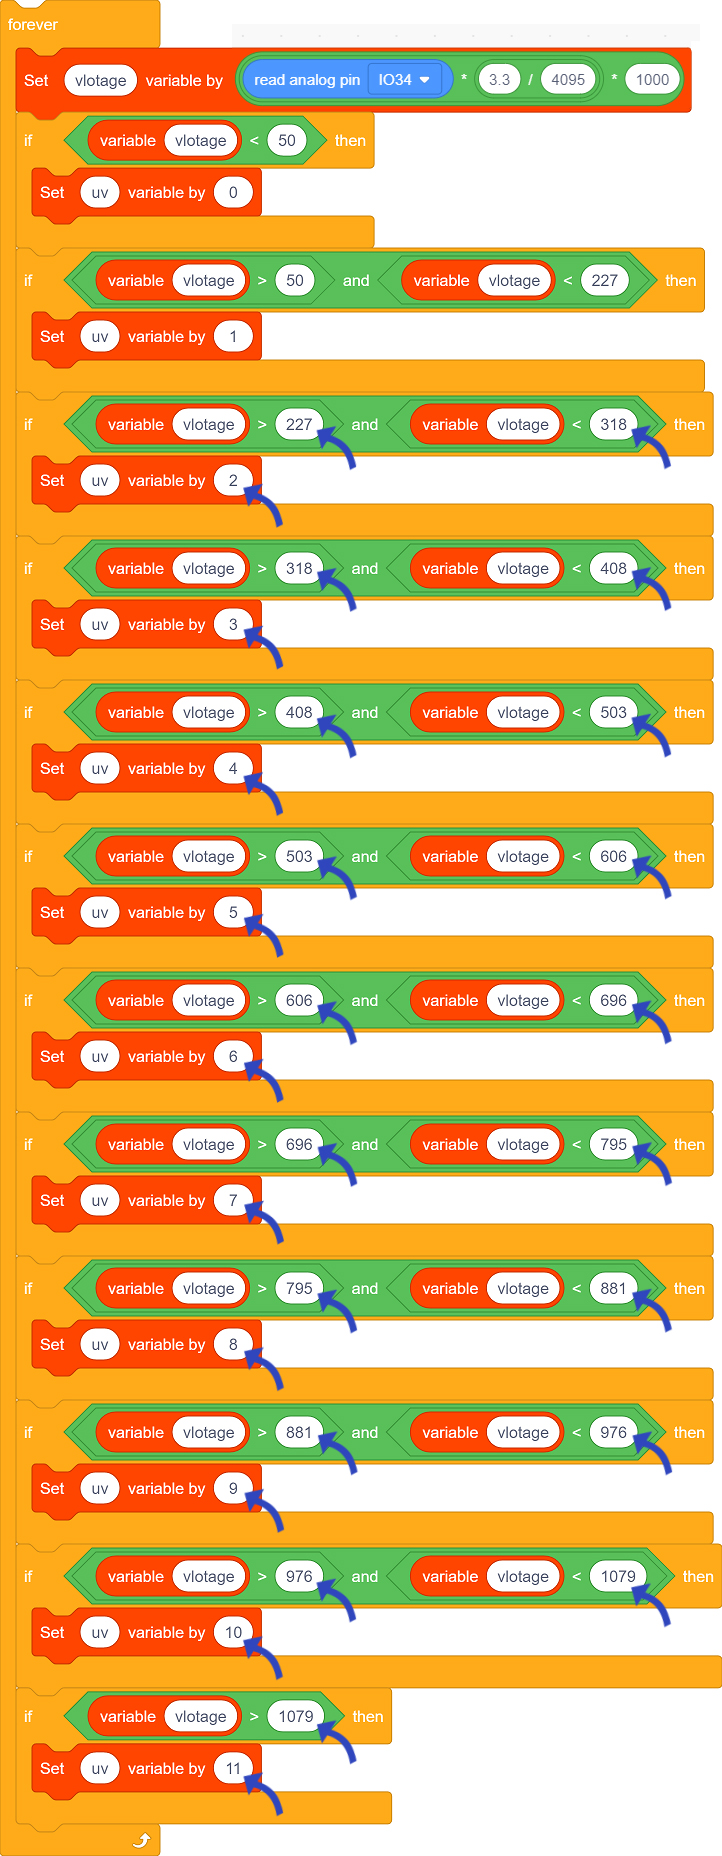 forever
Set vlotage variable by read analog pin IO34 * 3.3 / 4095 * 1000
if variable vlotage < 50 then
Set uv variable by 0
if variable vlotage > 50 and variable vlotage < 227 then
Set uv variable by 1
if variable vlotage > 227 and variable vlotage < 318 then
Set uv variable by 2
if variable vlotage > 318 and variable vlotage < 408 then
Set uv variable by 3
if variable vlotage > 408 and variable vlotage < 503 then
Set uv variable by 4
if variable vlotage > 503 and variable vlotage < 606 then
Set uv variable by 5
if variable vlotage > 606 and variable vlotage < 696 then
Set uv variable by 6
if variable vlotage > 696 and variable vlotage < 795 then
Set uv variable by 7
if variable vlotage > 795 and variable vlotage < 881 then
Set uv variable by 8
if variable vlotage > 881 and variable vlotage < 976 then
Set uv variable by 9
if variable vlotage > 976 and variable vlotage < 1079 then
Set uv variable by 10
if variable vlotage > 1079 then
Set uv variable by 11